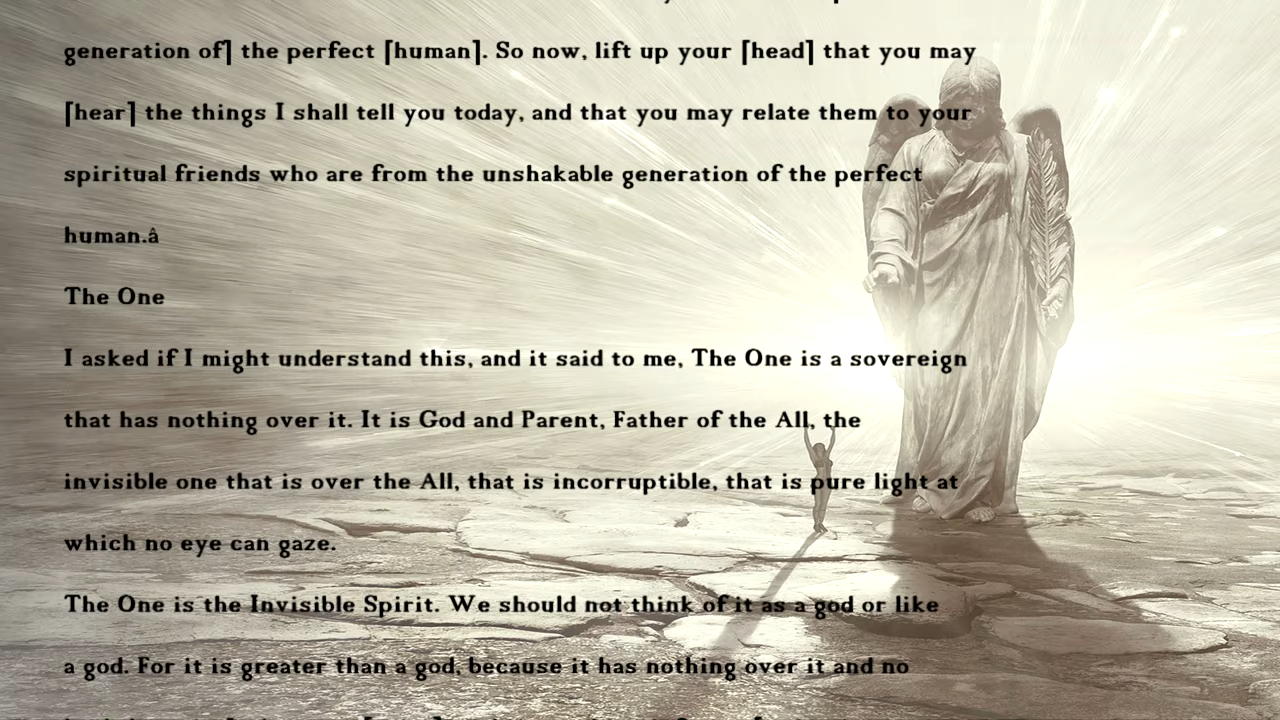 generation of] the perfect [human]. So now, lift up your [head] that you may
[hear] the things I shall tell you today, and that you may relate them to your
spiritual friends who are from the unshakable generation of the perfect
human.â
The One
I asked if I might understand this, and it said to me, The One is a sovereign
that has nothing over it. It is God and Parent, Father of the All, the
invisible one that is over the All, that is incorruptible, that is pure light at
which no eye can gaze.
The One is the Invisible Spirit. We should not think of it as a god or like
a god. For it is greater than a god, because it has nothing over it and no